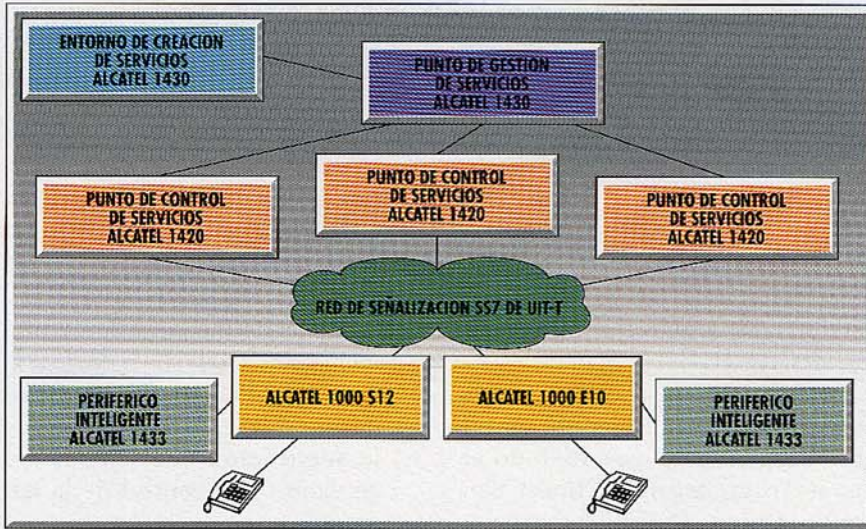 ENTORNO DE CREACION
DE SERVICIOS
ALCATEL 1430
PUNTO DE GESTION
DE SERVICIOS
ALCATEL 1430
PUNTO DE CONTROL
DE SERVICIOS
ALCATEL 1420
PUNTO DE CONTROL
DE SERVICIOS
ALCATEL 1420
PUNTO DE CONTROL
DE SERVICIOS
ALCATEL 1420
RED DE SEÑALIZACION SS7 DE UIT-T
PERIFERICO
INTELIGENTE
ALCATEL 1433
ALCATEL 1000 S12
ALCATEL 1000 E10
PERIFERICO
INTELIGENTE
ALCATEL 1433